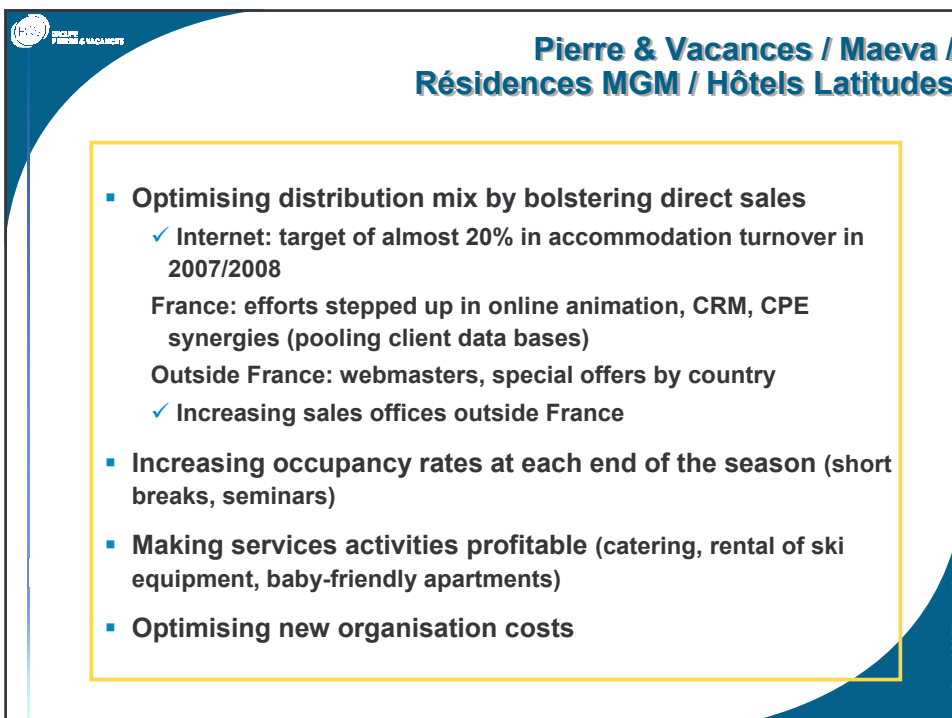 GROUPE
PIERRE & VACANCES
Pierre & Vacances / Maeva /
Résidences MGM / Hôtels Latitudes
▪ Optimising distribution mix by bolstering direct sales
✓ Internet: target of almost 20% in accommodation turnover in
2007/2008
France: efforts stepped up in online animation, CRM, CPE
synergies (pooling client data bases)
Outside France: webmasters, special offers by country
✓ Increasing sales offices outside France
▪ Increasing occupancy rates at each end of the season (short
breaks, seminars)
▪ Making services activities profitable (catering, rental of ski
equipment, baby-friendly apartments)
▪ Optimising new organisation costs